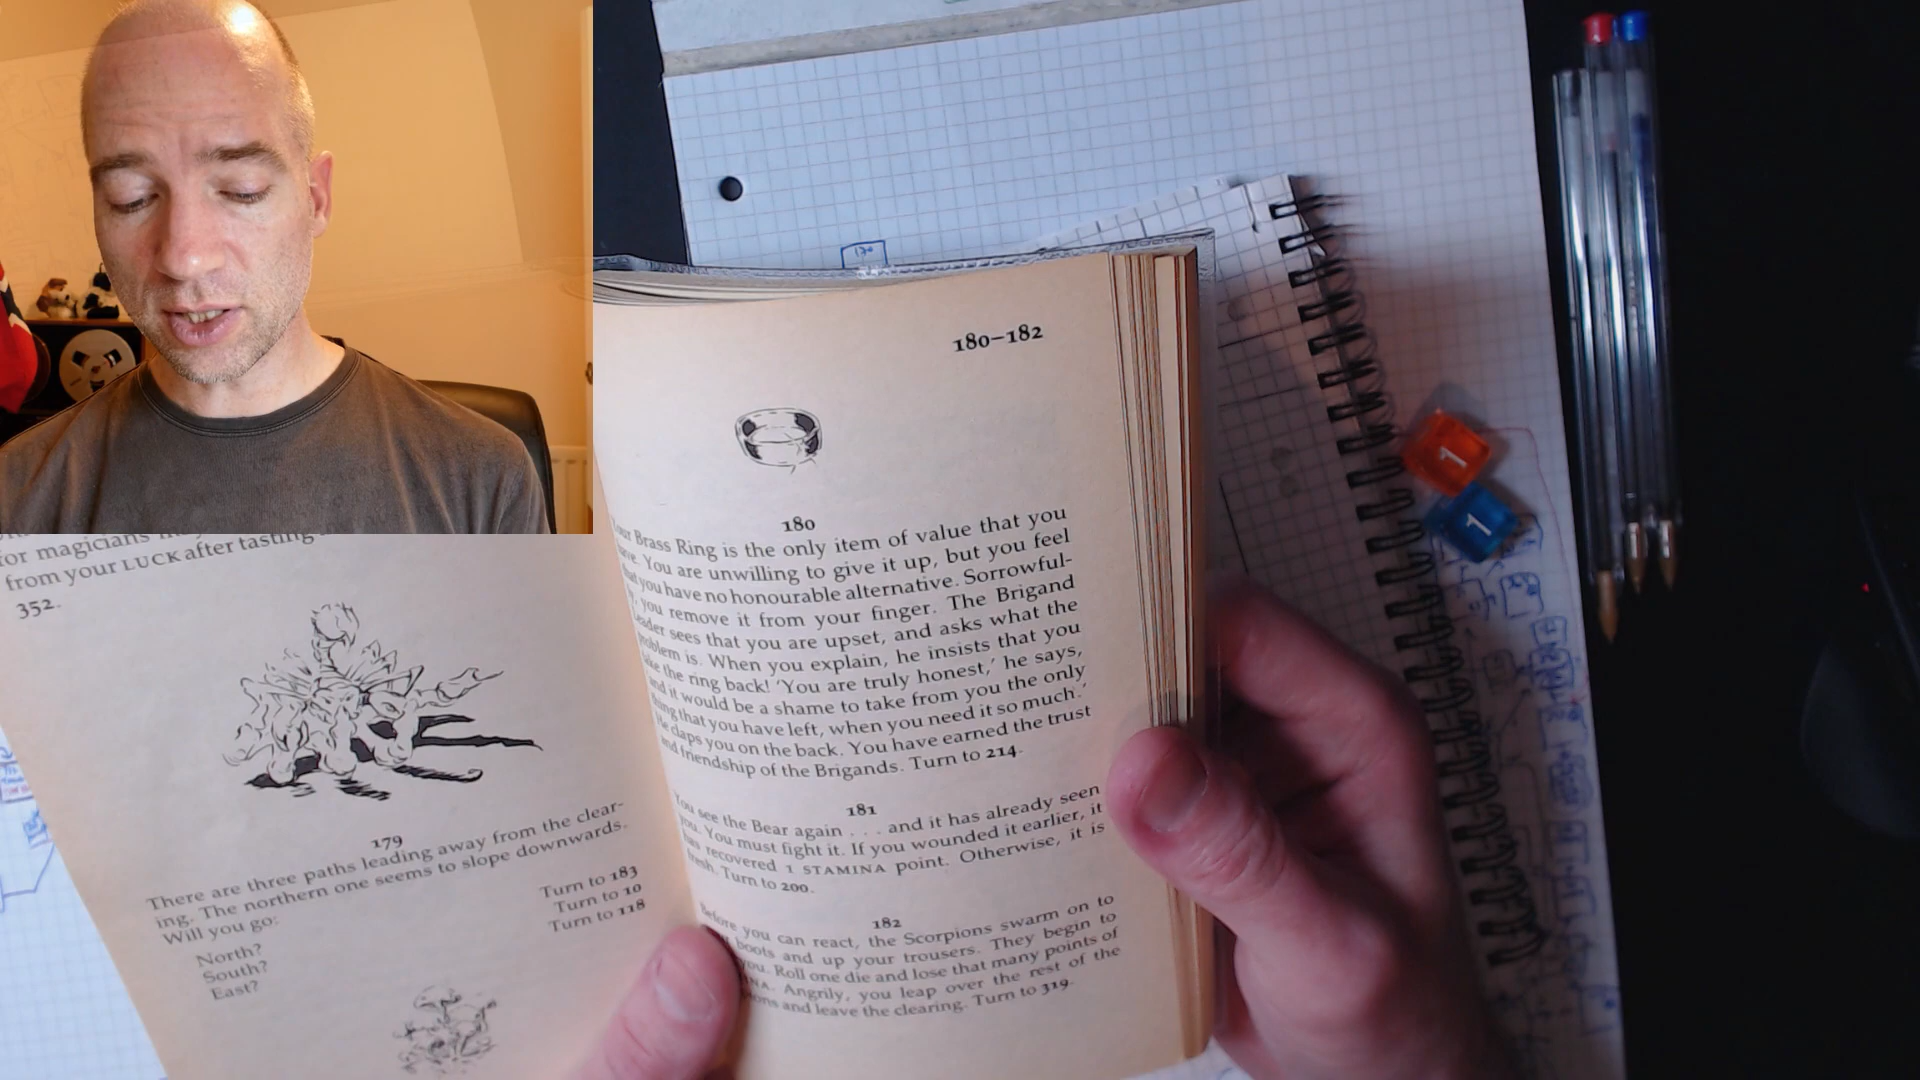 for magicians
from your LUCK after tasting
352.
179
There are three paths leading away from the clear-
ing. The northern one seems to slope downwards.
Will you go:
North? Turn to 183
South? Turn to 10
East? Turn to 118
180–182
180
Brass Ring is the only item of value that you
You are unwilling to give it up, but you feel
you have no honourable alternative. Sorrowful-
you remove it from your finger. The Brigand
sees that you are upset, and asks what the
problem is. When you explain, he insists that you
the ring back! ‘You are truly honest,’ he says,
‘and it would be a shame to take from you the only
thing that you have left, when you need it so much.’
He claps you on the back. You have earned the trust
and friendship of the Brigands. Turn to 214.
181
You see the Bear again . . . and it has already seen
you. You must fight it. If you wounded it earlier, it
has recovered 1 STAMINA point. Otherwise, it is
fresh. Turn to 200.
182
Before you can react, the Scorpions swarm on to
boots and up your trousers. They begin to
you. Roll one die and lose that many points of
Angrily, you leap over the rest of the
and leave the clearing. Turn to 319.
1
1